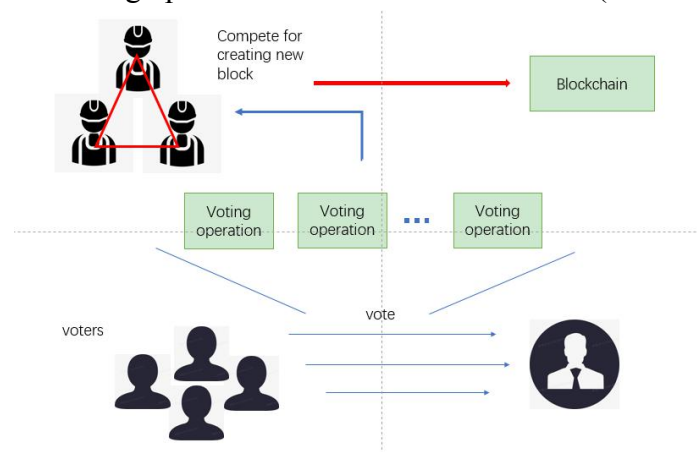 Compete for
creating new
block
Blockchain
Voting
operation
Voting
operation
Voting
operation
vote
voters